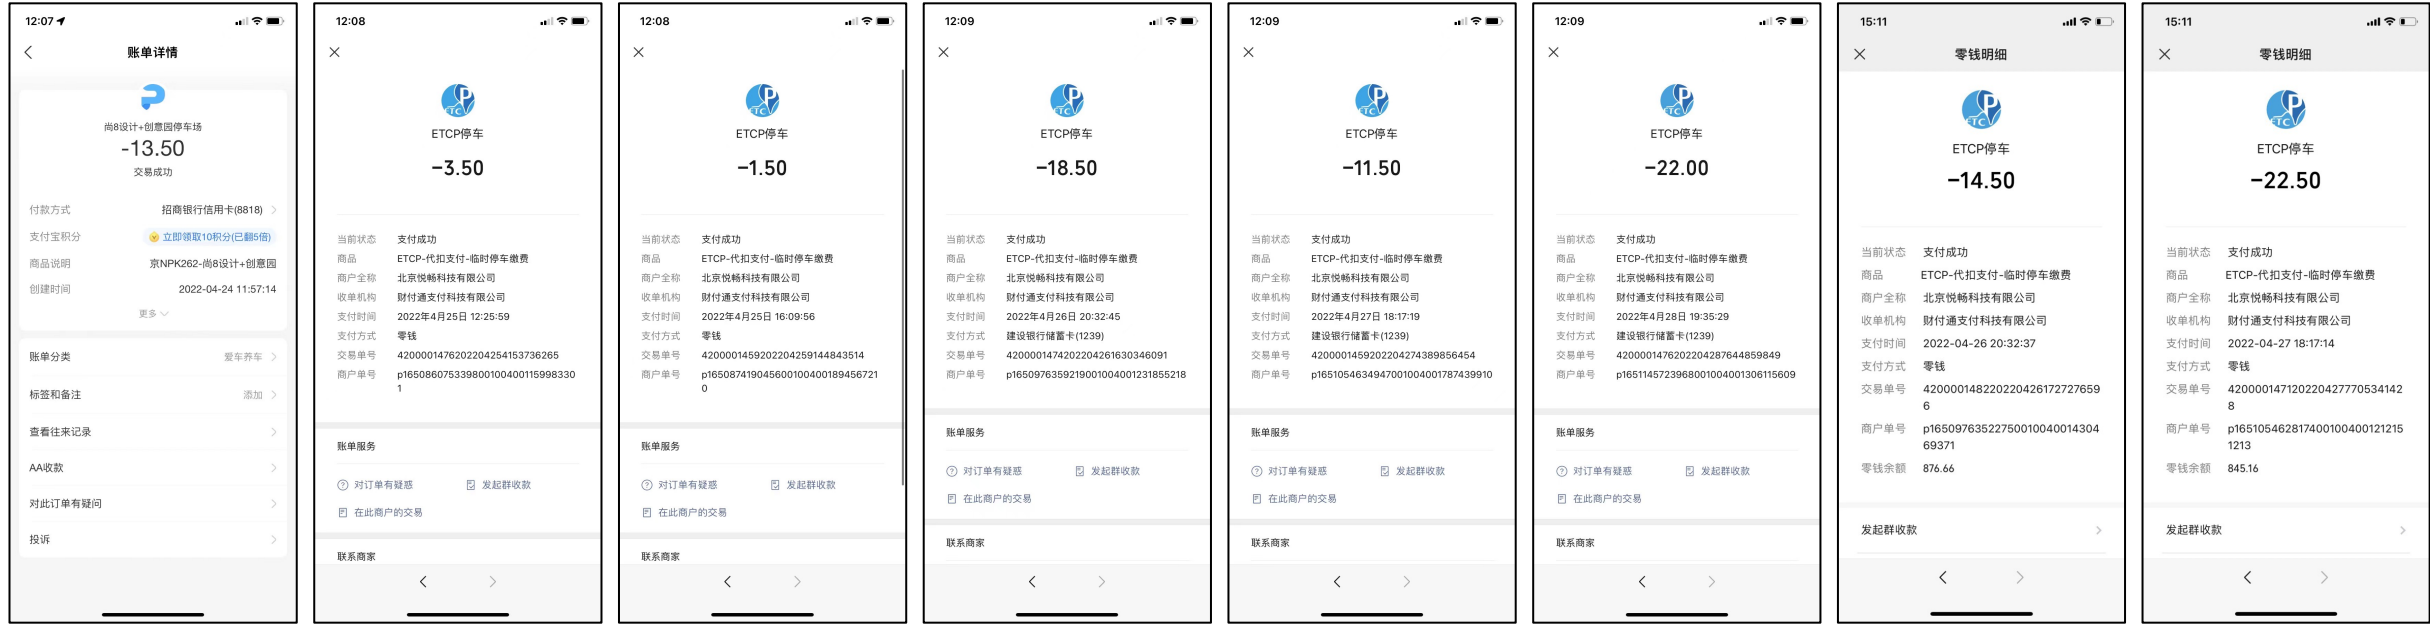 12:07
账单详情
尚8设计+创意园停车场
-13.50
交易成功
付款方式 招商银行信用卡(8818)
支付宝积分 立即领取10积分(已翻5倍)
商品说明 京NPK262-尚8设计+创意园
创建时间 2022-04-24 11:57:14
更多
账单分类 爱车养车
标签和备注 添加
查看往来记录
AA收款
对此订单有疑问
投诉
12:08
ETC
P
ETCP停车
-3.50
当前状态 支付成功
商品 ETCP-代扣支付-临时停车缴费
商户全称 北京悦畅科技有限公司
收单机构 财付通支付科技有限公司
支付时间 2022年4月25日 12:25:59
支付方式 零钱
交易单号 4200001476202204254153736265
商户单号 p165086075339800100400115998330
1
账单服务
对订单有疑惑 发起群收款
在此商户的交易
联系商家
12:08
ETC
P
ETCP停车
-1.50
当前状态 支付成功
商品 ETCP-代扣支付-临时停车缴费
商户全称 北京悦畅科技有限公司
收单机构 财付通支付科技有限公司
支付时间 2022年4月25日 16:09:56
支付方式 零钱
交易单号 4200001459202204259144843514
商户单号 p1650874190456001004001894567 21
0
账单服务
对订单有疑惑 发起群收款
在此商户的交易
联系商家
12:09
ETC
P
ETCP停车
-18.50
当前状态 支付成功
商品 ETCP-代扣支付-临时停车缴费
商户全称 北京悦畅科技有限公司
收单机构 财付通支付科技有限公司
支付时间 2022年4月26日 20:32:45
支付方式 建设银行储蓄卡(1239)
交易单号 4200001474202204261630346091
商户单号 p1650976359219001004001231855218
账单服务
对订单有疑惑 发起群收款
在此商户的交易
联系商家
12:09
ETC
P
ETCP停车
-11.50
当前状态 支付成功
商品 ETCP-代扣支付-临时停车缴费
商户全称 北京悦畅科技有限公司
收单机构 财付通支付科技有限公司
支付时间 2022年4月27日 18:17:19
支付方式 建设银行储蓄卡(1239)
交易单号 4200001459202204274389856454
商户单号 p16510546349470010040017874399 10
账单服务
对订单有疑惑 发起群收款
在此商户的交易
联系商家
12:09
ETC
P
ETCP停车
-22.00
当前状态 支付成功
商品 ETCP-代扣支付-临时停车缴费
商户全称 北京悦畅科技有限公司
收单机构 财付通支付科技有限公司
支付时间 2022年4月28日 19:35:29
支付方式 建设银行储蓄卡(1239)
交易单号 4200001476202204287644859849
商户单号 p16511457239680010040013061 15609
账单服务
对订单有疑惑 发起群收款
在此商户的交易
联系商家
15:11
零钱明细
ETC
P
ETCP停车
-14.50
当前状态 支付成功
商品 ETCP-代扣支付-临时停车缴费
商户全称 北京悦畅科技有限公司
收单机构 财付通支付科技有限公司
支付时间 2022-04-26 20:32:37
支付方式 零钱
交易单号 420000148220220426172727659
6
商户单号 p16509763522750010040014304
69371
零钱余额 876.66
发起群收款
15:11
零钱明细
ETC
P
ETCP停车
-22.50
当前状态 支付成功
商品 ETCP-代扣支付-临时停车缴费
商户全称 北京悦畅科技有限公司
收单机构 财付通支付科技有限公司
支付时间 2022-04-27 18:17:14
支付方式 零钱
交易单号 420000147120220427770534142
8
商户单号 p165105462817400100400121215
1213
零钱余额 845.16
发起群收款